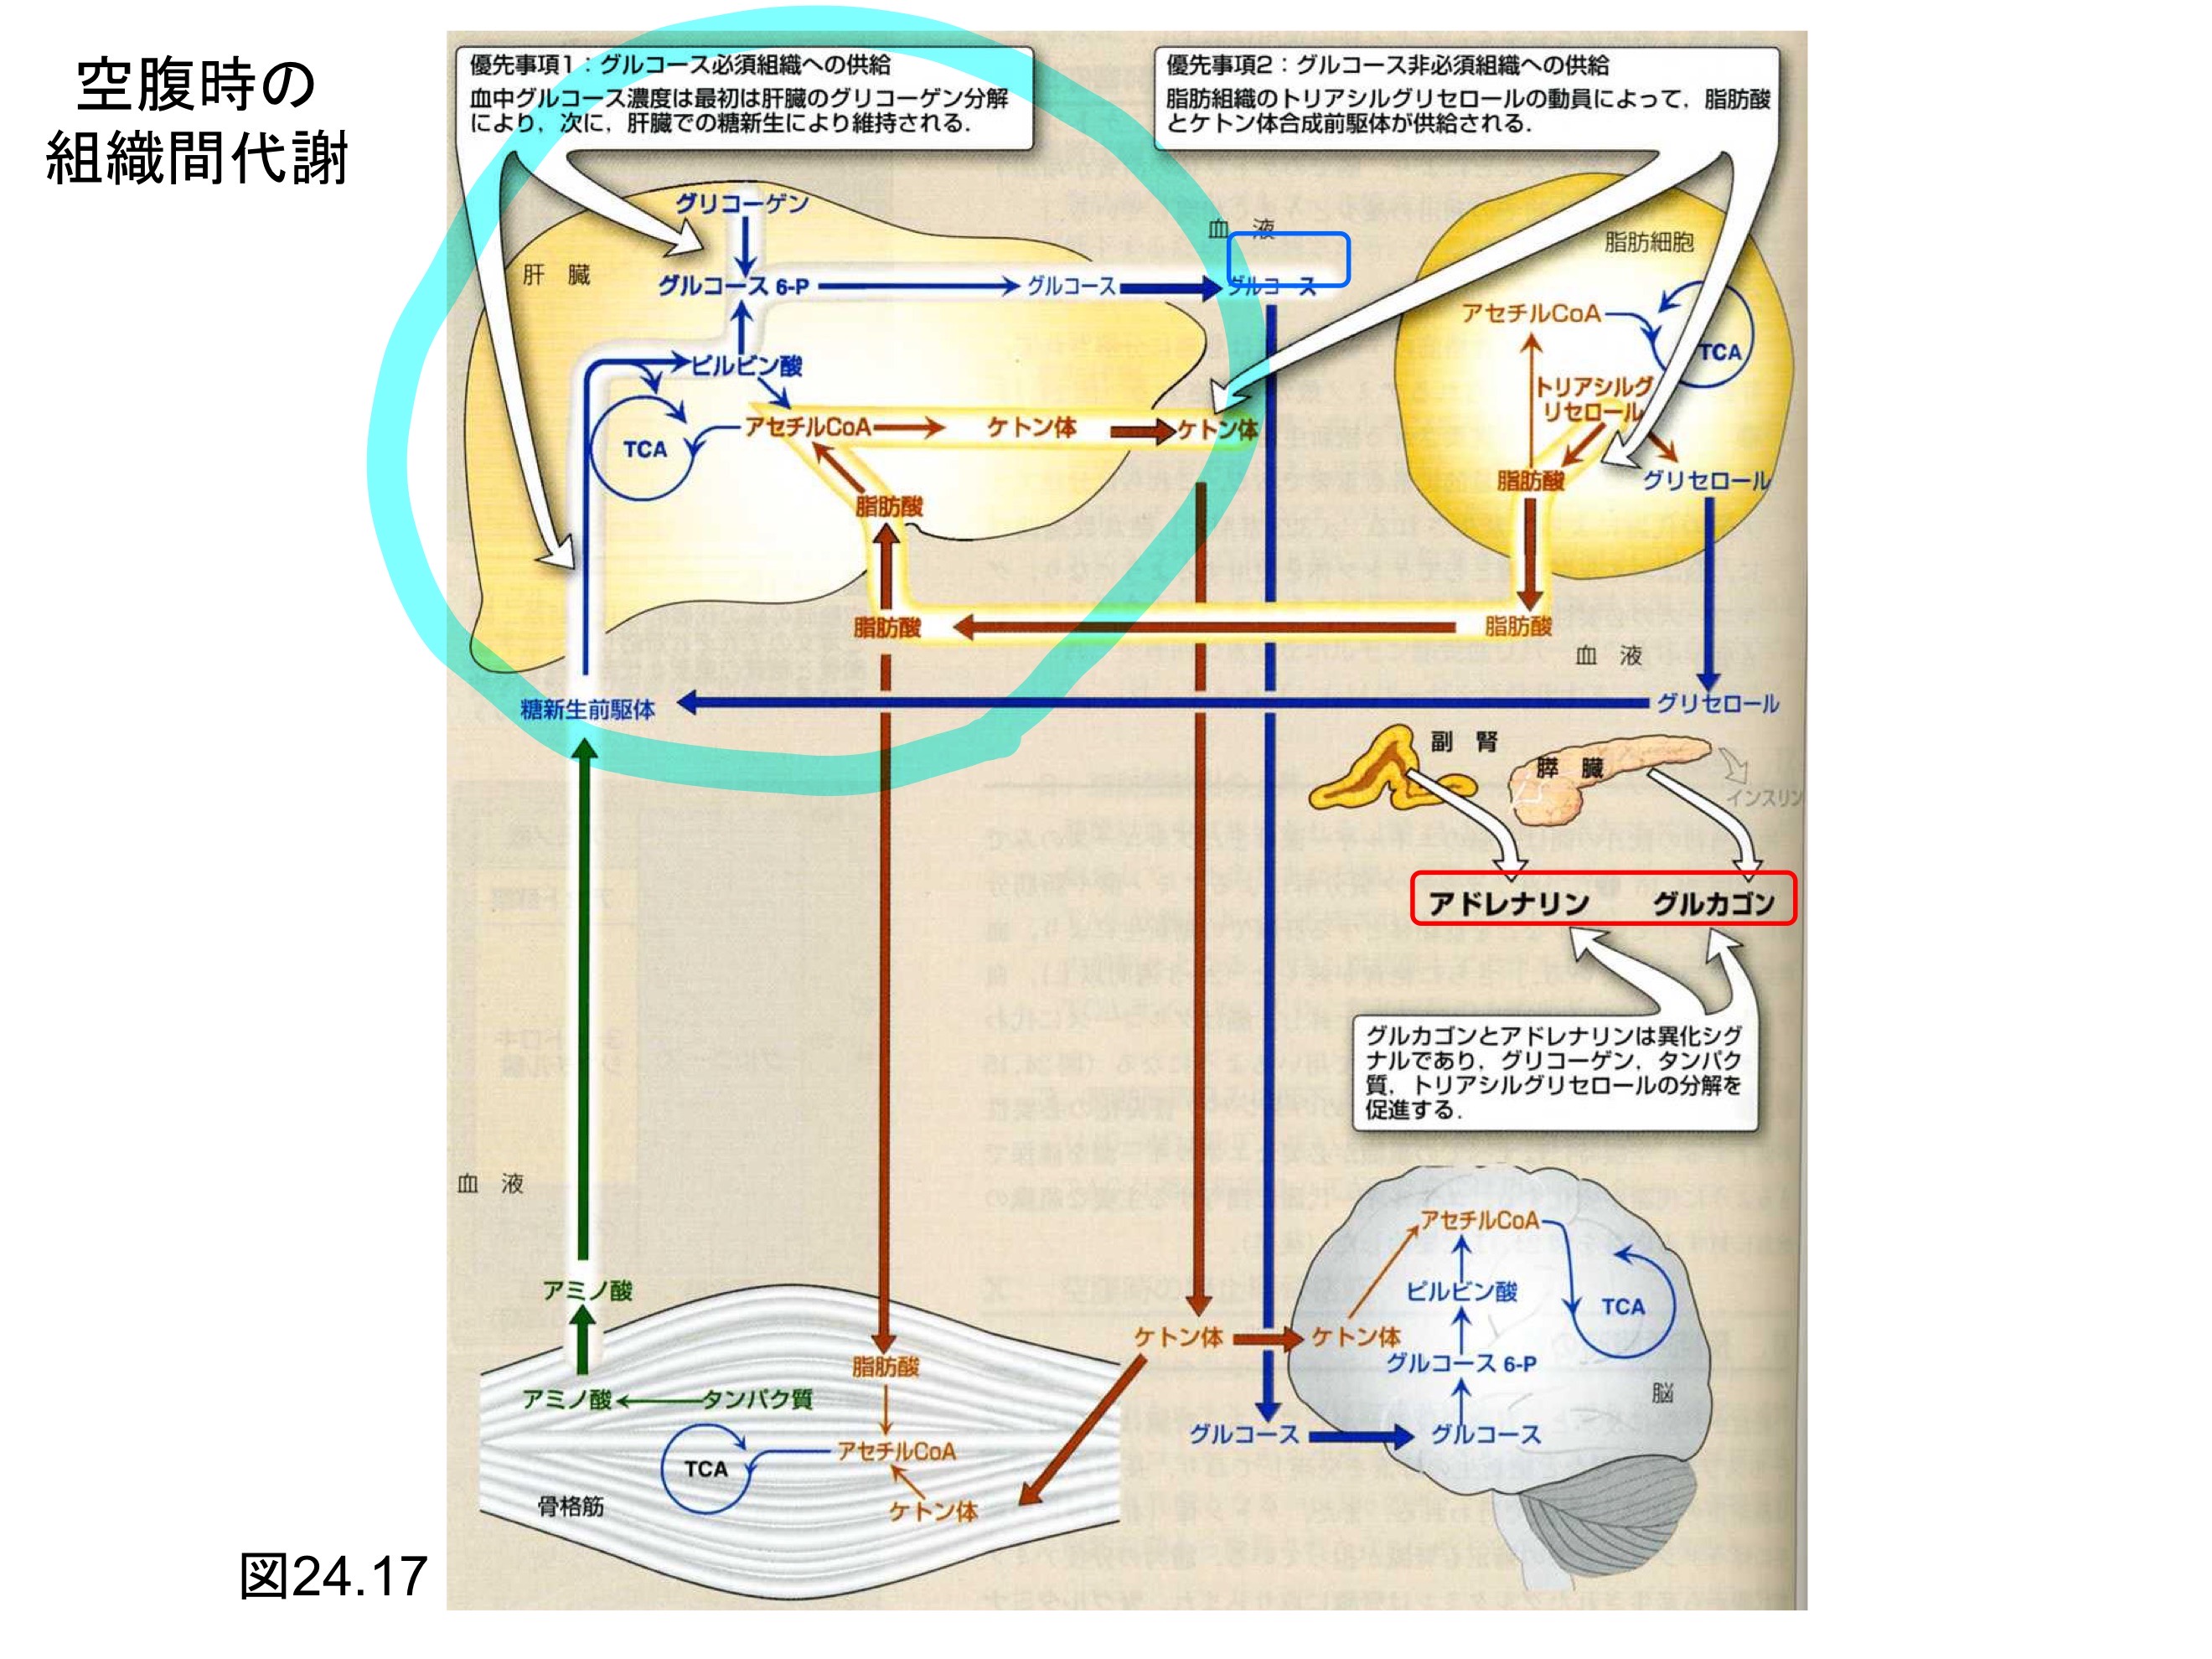 空腹時の
組織間代謝
優先事項1：グルコース必須組織への供給
血中グルコース濃度は最初は肝臓のグリコーゲン分解
により，次に，肝臓での糖新生により維持される．
優先事項2：グルコース非必須組織への供給
脂肪組織のトリアシルグリセロールの動員によって，脂肪酸
とケトン体合成前駆体が供給される．
グリコーゲン
肝 臓
グルコース 6-P
グルコース
血 液
グルコース
ピルビン酸
TCA
アセチルCoA
ケトン体
ケトン体
脂肪酸
脂肪酸
脂肪細胞
アセチルCoA
TCA
トリアシルグ
リセロール
脂肪酸
グリセロール
脂肪酸
血 液
糖新生前駆体
グリセロール
副 腎
膵 臓
インスリン
アドレナリン
グルカゴン
グルカゴンとアドレナリンは異化シグ
ナルであり，グリコーゲン，タンパク
質，トリアシルグリセロールの分解を
促進する．
血 液
アミノ酸
アミノ酸
タンパク質
脂肪酸
アセチルCoA
TCA
ケトン体
骨格筋
ケトン体
ケトン体
アセチルCoA
ピルビン酸
TCA
グルコース 6-P
脳
グルコース
グルコース
図24.17